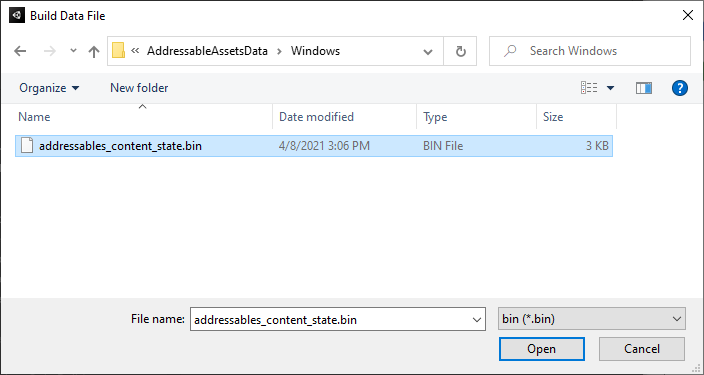 Build Data File
« AddressableAssetsData › Windows
Search Windows
Organize New folder
Name Date modified Type Size
addressables_content_state.bin 4/8/2021 3:06 PM BIN File 3 KB
File name: addressables_content_state.bin bin (*.bin)
Open Cancel